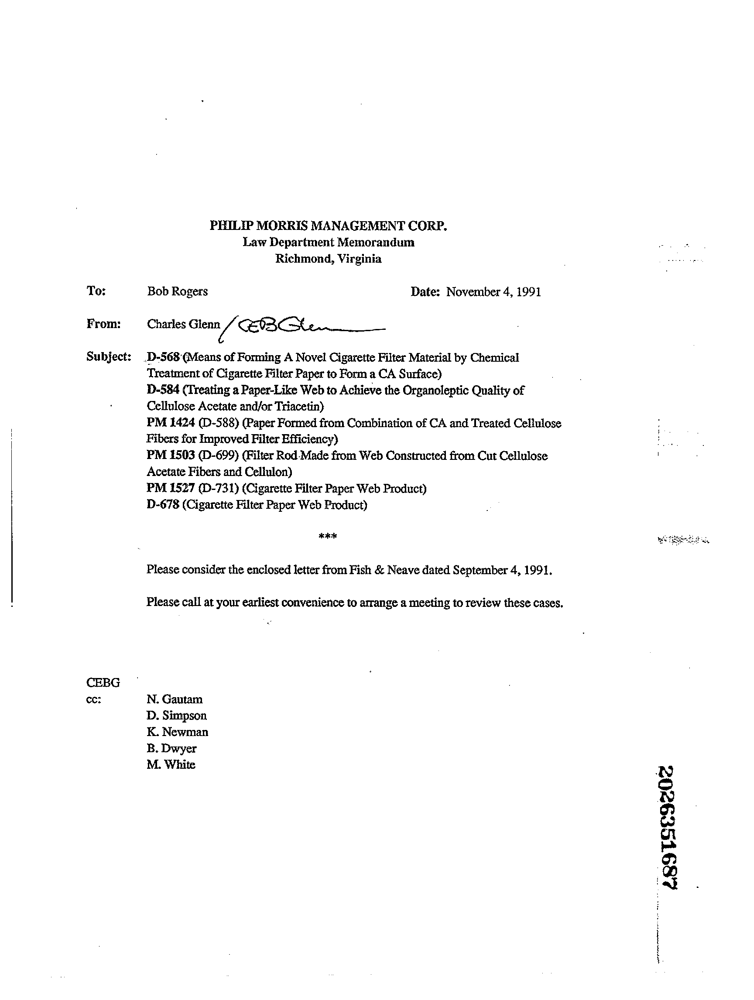 PHILIP MORRIS MANAGEMENT CORP.
Law Department Memorandum
Richmond, Virginia
To: Bob Rogers Date: November 4, 1991
From: Charles Glenn / CEBGlenn
Subject: D-568 (Means of Forming A Novel Cigarette Filter Material by Chemical
Treatment of Cigarette Filter Paper to Form a CA Surface)
D-584 (Treating a Paper-Like Web to Achieve the Organoleptic Quality of
Cellulose Acetate and/or Triacetin)
PM 1424 (D-588) (Paper Formed from Combination of CA and Treated Cellulose
Fibers for Improved Filter Efficiency)
PM 1503 (D-699) (Filter Rod Made from Web Constructed from Cut Cellulose
Acetate Fibers and Cellulon)
PM 1527 (D-731) (Cigarette Filter Paper Web Product)
D-678 (Cigarette Filter Paper Web Product)
***
Please consider the enclosed letter from Fish & Neave dated September 4, 1991.
Please call at your earliest convenience to arrange a meeting to review these cases.
CEBG
cc: N. Gautam
D. Simpson
K. Newman
B. Dwyer
M. White
2026351687